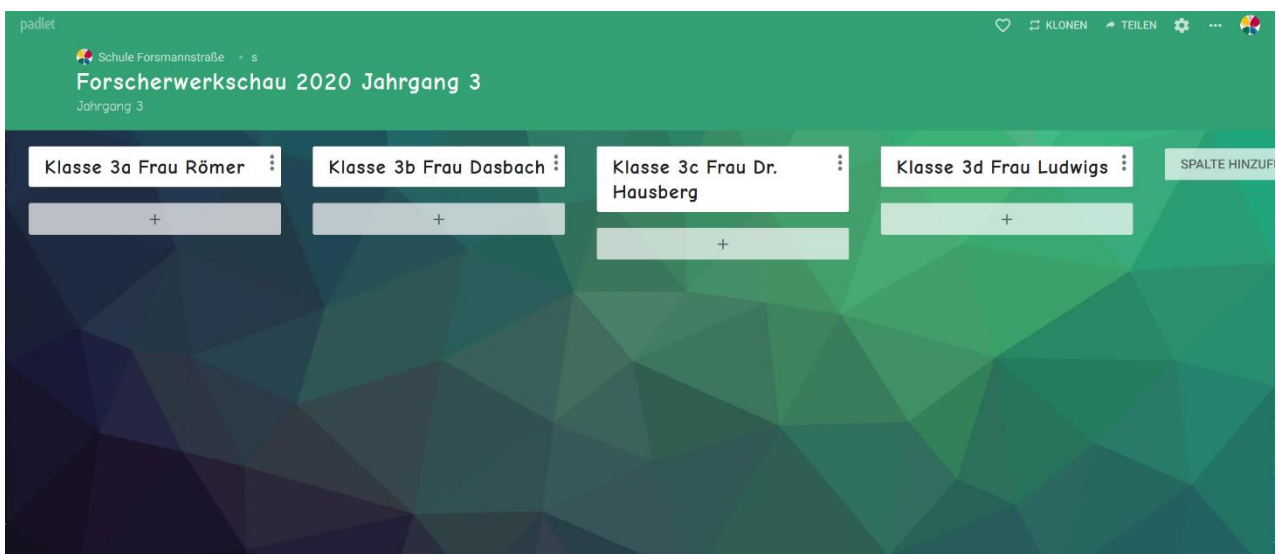 padlet
KLONEN
TEILEN
Schule Forsmannstraße • s
Forscherwerkschau 2020 Jahrgang 3
Jahrgang 3
Klasse 3a Frau Römer
Klasse 3b Frau Dasbach
Klasse 3c Frau Dr.
Hausberg
Klasse 3d Frau Ludwigs
SPALTE HINZUF
+
+
+
+